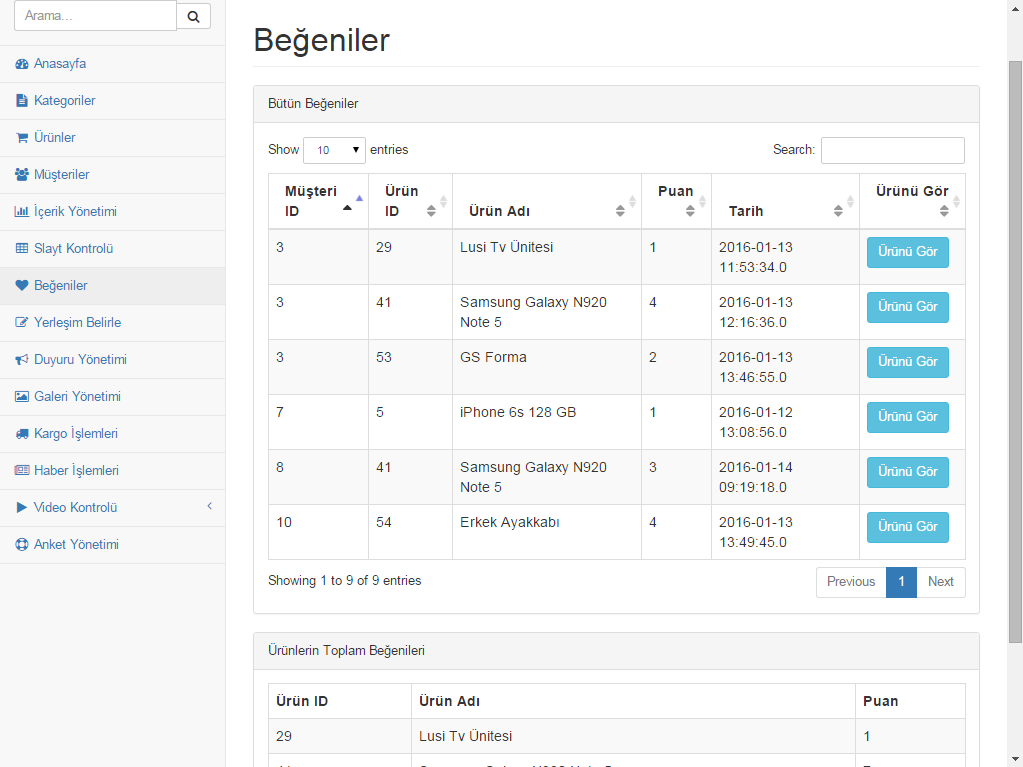 Arama...
Anasayfa
Kategoriler
Ürünler
Müşteriler
İçerik Yönetimi
Slayt Kontrolü
Beğeniler
Yerleşim Belirle
Duyuru Yönetimi
Galeri Yönetimi
Kargo İşlemleri
Haber İşlemleri
Video Kontrolü
Anket Yönetimi
Beğeniler
Bütün Beğeniler
Show 10 entries Search:
Müşteri ID Ürün ID Ürün Adı Puan Tarih Ürünü Gör
3 29 Lusi Tv Ünitesi 1 2016-01-13 11:53:34.0 Ürünü Gör
3 41 Samsung Galaxy N920 Note 5 4 2016-01-13 12:16:36.0 Ürünü Gör
3 53 GS Forma 2 2016-01-13 13:46:55.0 Ürünü Gör
7 5 iPhone 6s 128 GB 1 2016-01-12 13:08:56.0 Ürünü Gör
8 41 Samsung Galaxy N920 Note 5 3 2016-01-14 09:19:18.0 Ürünü Gör
10 54 Erkek Ayakkabı 4 2016-01-13 13:49:45.0 Ürünü Gör
Showing 1 to 9 of 9 entries Previous 1 Next
Ürünlerin Toplam Beğenileri
Ürün ID Ürün Adı Puan
29 Lusi Tv Ünitesi 1